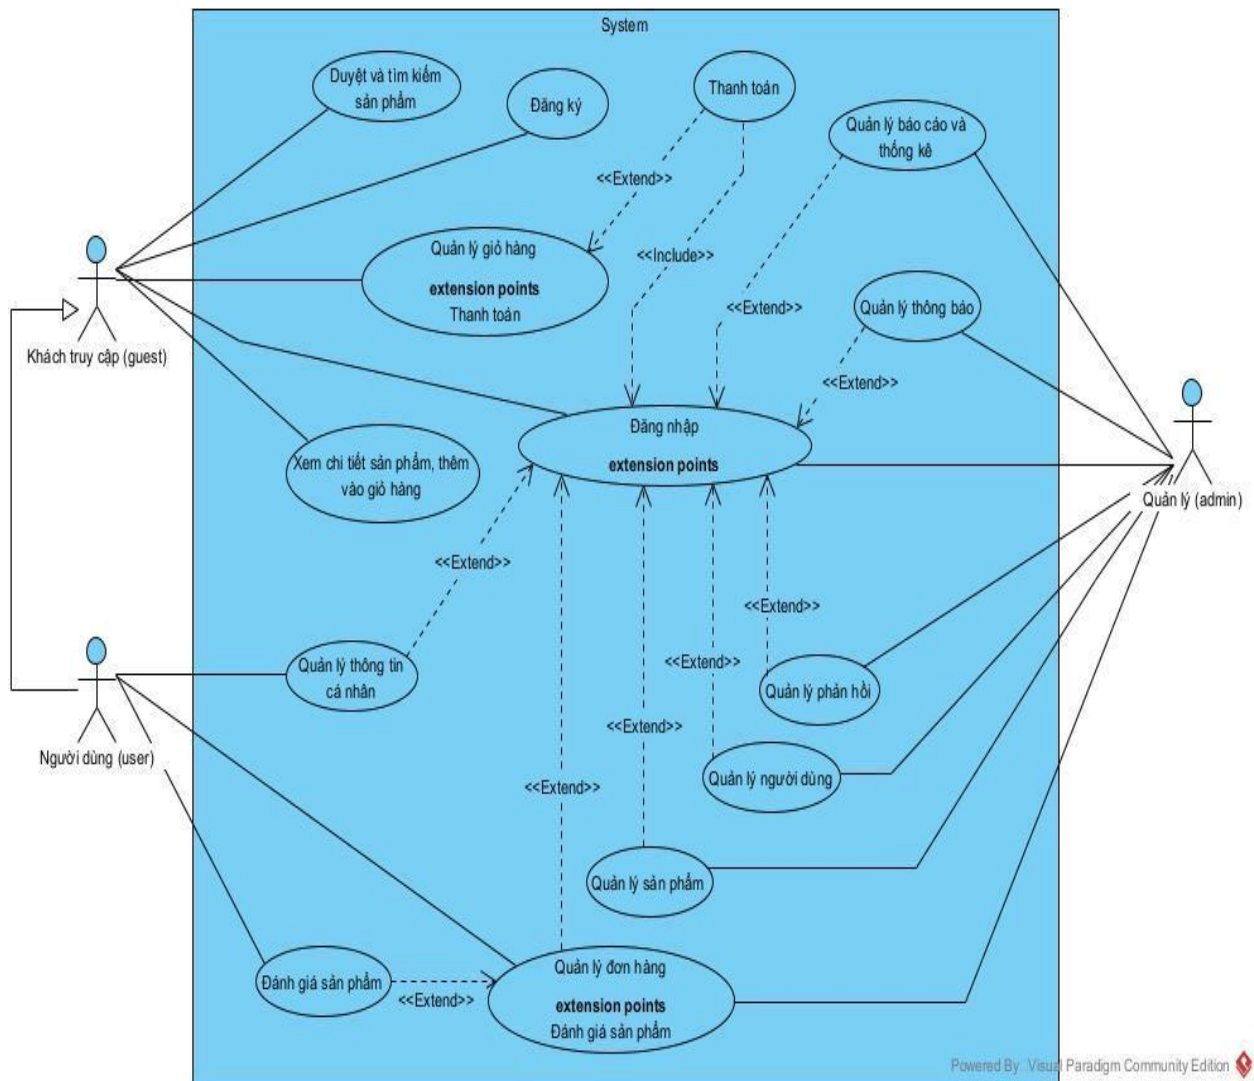 System
Duyệt và tìm kiếm
sản phẩm
Đăng ký
Thanh toán
Quản lý báo cáo và
thống kê
<<Extend>>
Quản lý giỏ hàng
extension points
Thanh toán
<<Include>>
<<Extend>>
Quản lý thông báo
Khách truy cập (guest)
<<Extend>>
Đăng nhập
extension points
Xem chi tiết sản phẩm, thêm
vào giỏ hàng
Quản lý (admin)
<<Extend>>
<<Extend>>
<<Extend>>
Quản lý thông tin
cá nhân
Quản lý phản hồi
<<Extend>>
Người dùng (user)
Quản lý người dùng
<<Extend>>
Quản lý sản phẩm
Quản lý đơn hàng
extension points
Đánh giá sản phẩm
Đánh giá sản phẩm
<<Extend>>
Powered By Visual Paradigm Community Edition